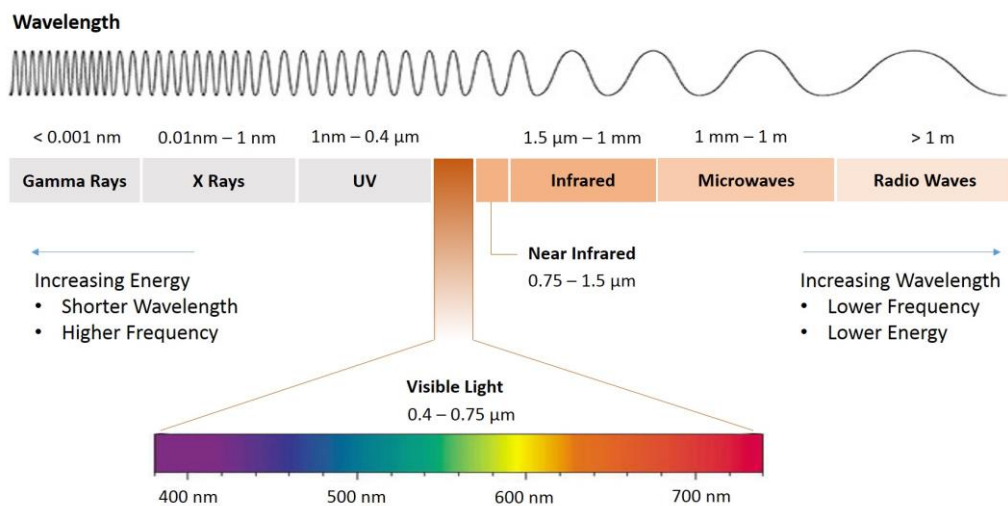 Wavelength
< 0.001 nm
0.01nm – 1 nm
1nm – 0.4 µm
1.5 µm – 1 mm
1 mm – 1 m
> 1 m
Gamma Rays
X Rays
UV
Infrared
Microwaves
Radio Waves
Near Infrared
0.75 – 1.5 µm
Increasing Energy
• Shorter Wavelength
• Higher Frequency
Increasing Wavelength
• Lower Frequency
• Lower Energy
Visible Light
0.4 – 0.75 µm
400 nm
500 nm
600 nm
700 nm